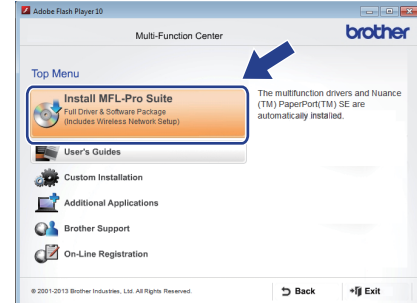 Adobe Flash Player 10
Multi-Function Center
brother
Top Menu
Install MFL-Pro Suite
Full Driver & Software Package
(Includes Wireless Network Setup)
The multifunction drivers and Nuance
(TM) PaperPort(TM) SE are
automatically installed.
User's Guides
Custom Installation
Additional Applications
Brother Support
On-Line Registration
© 2001-2013 Brother Industries, Ltd. All Rights Reserved.
Back
Exit